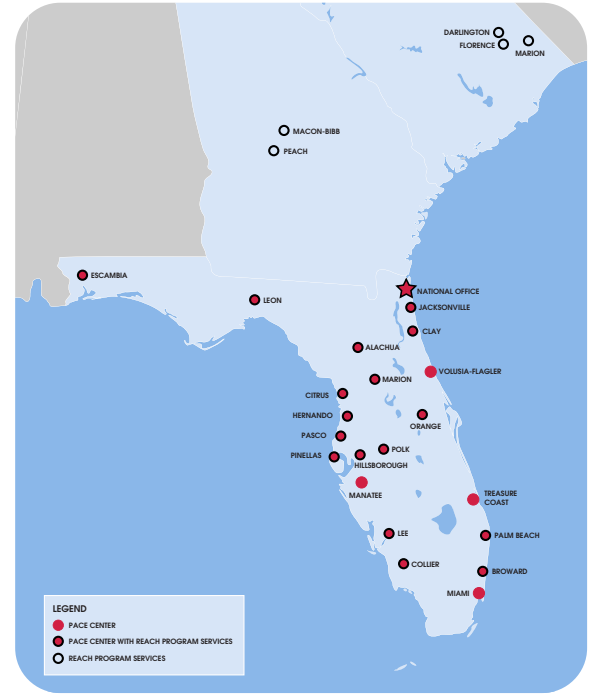 DARLINGTON
FLORENCE
MARION
MACON-BIBB
PEACH
ESCAMBIA
LEON
NATIONAL OFFICE
JACKSONVILLE
CLAY
ALACHUA
VOLUSIA-FLAGLER
MARION
CITRUS
HERNANDO
ORANGE
PASCO
POLK
PINELLAS
HILLSBOROUGH
MANATEE
TREASURE
COAST
LEE
PALM BEACH
COLLIER
BROWARD
MIAMI
LEGEND
PACE CENTER
PACE CENTER WITH REACH PROGRAM SERVICES
REACH PROGRAM SERVICES